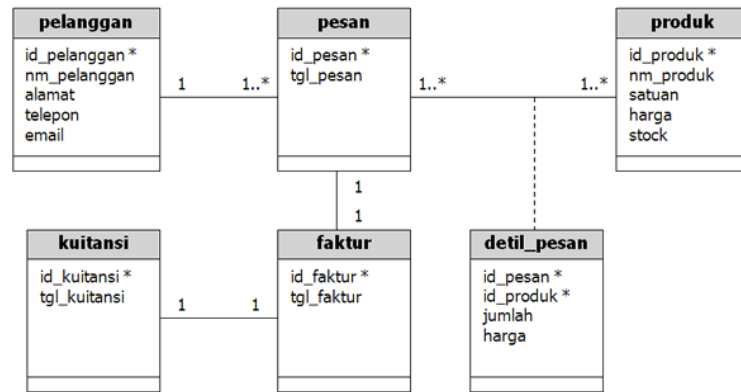 pelanggan
id_pelanggan *
nm_pelanggan
alamat
telepon
email
1
1..*
pesan
id_pesan *
tgl_pesan
1..*
1..*
produk
id_produk *
nm_produk
satuan
harga
stock
1
1
kuitansi
id_kuitansi *
tgl_kuitansi
1
1
faktur
id_faktur *
tgl_faktur
detil_pesan
id_pesan *
id_produk *
jumlah
harga